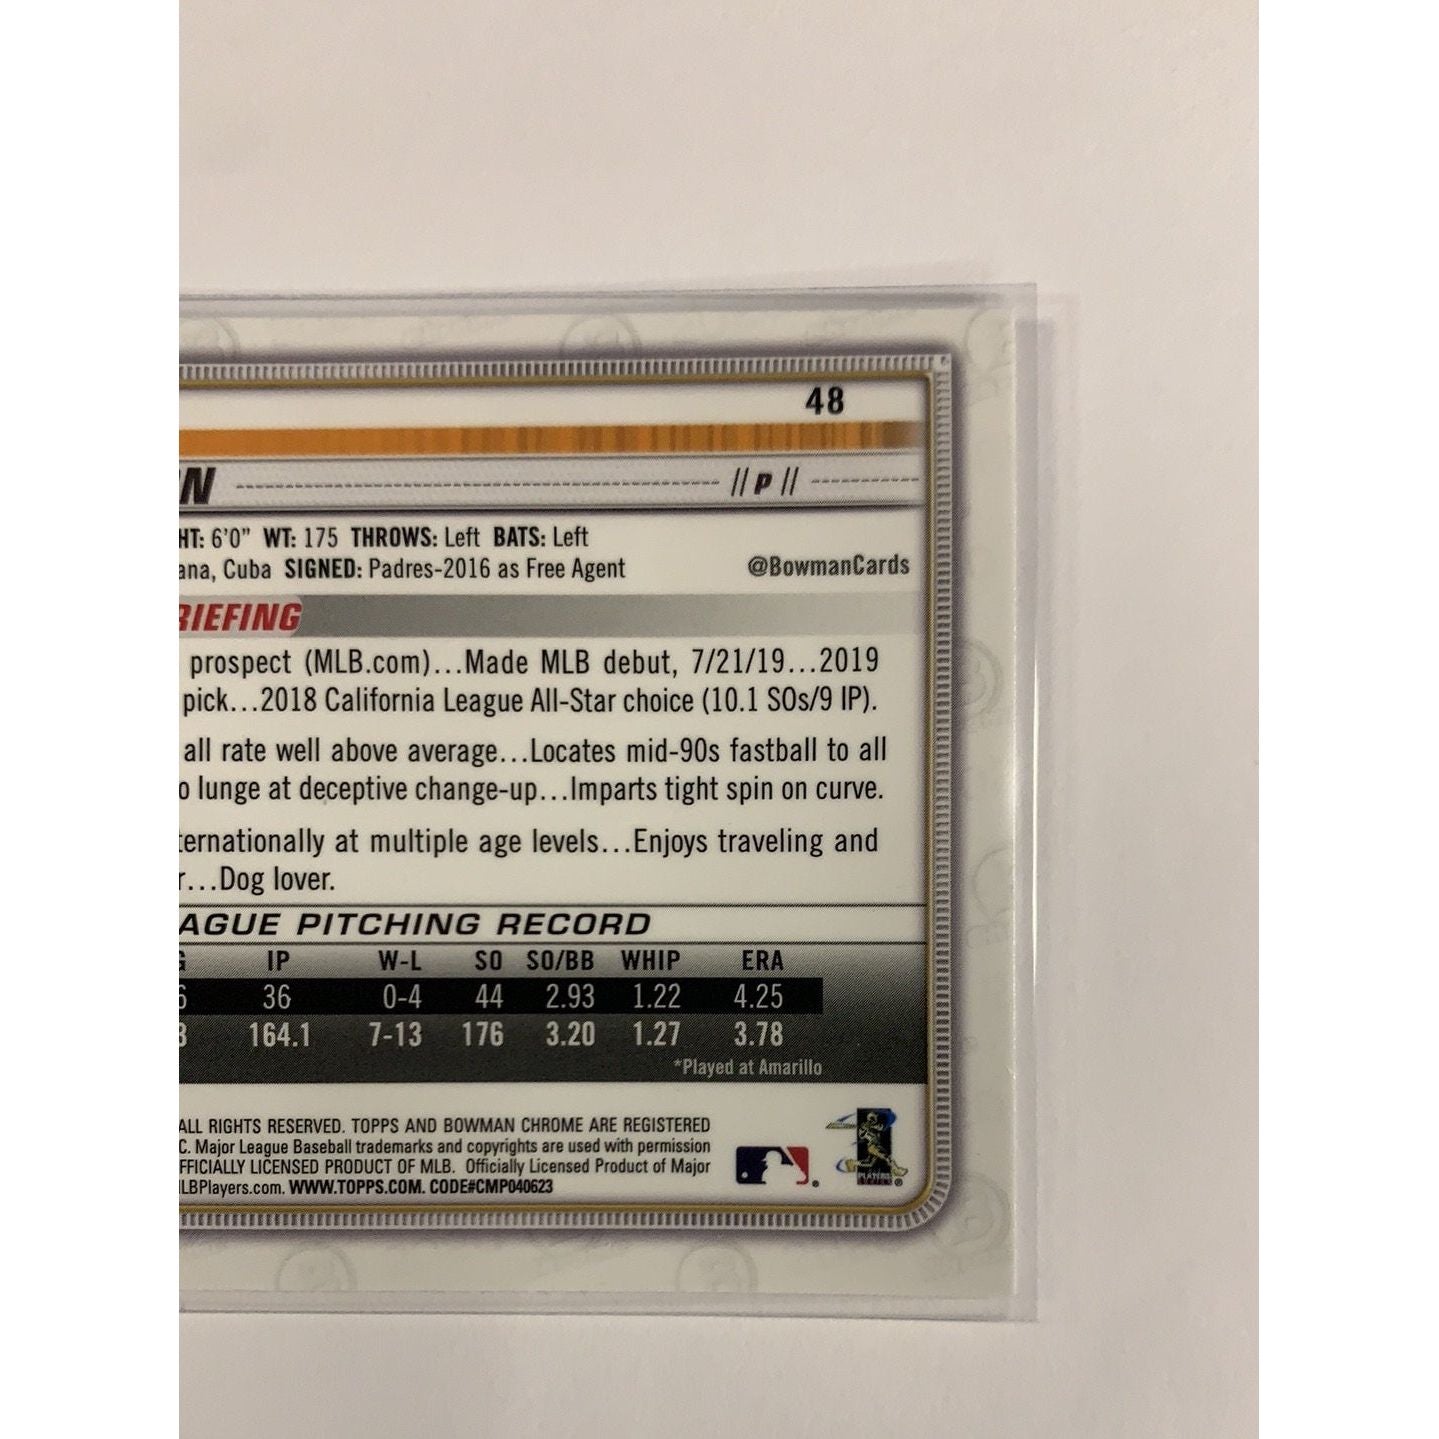 48
N // P //
HT: 6'0" WT: 175 THROWS: Left BATS: Left
ana, Cuba SIGNED: Padres-2016 as Free Agent
@BowmanCards
RIEFING
prospect (MLB.com)...Made MLB debut, 7/21/19...2019
pick...2018 California League All-Star choice (10.1 SOs/9 IP).
all rate well above average...Locates mid-90s fastball to all
o lunge at deceptive change-up...Imparts tight spin on curve.
ternationally at multiple age levels...Enjoys traveling and
r...Dog lover.
AGUE PITCHING RECORD
G IP W-L SO SO/BB WHIP ERA
6 36 0-4 44 2.93 1.22 4.25
3 164.1 7-13 176 3.20 1.27 3.78
*Played at Amarillo
ALL RIGHTS RESERVED. TOPPS AND BOWMAN CHROME ARE REGISTERED
C. Major League Baseball trademarks and copyrights are used with permission
FFICIALLY LICENSED PRODUCT OF MLB. Officially Licensed Product of Major
LBPlayers.com. WWW.TOPPS.COM. CODE#CMP040623